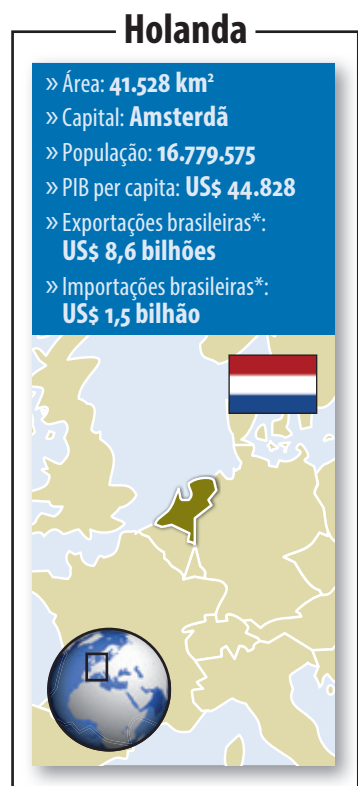 Holanda
» Área: 41.528 km²
» Capital: Amsterdã
» População: 16.779.575
» PIB per capita: US$ 44.828
» Exportações brasileiras*:
US$ 8,6 bilhões
» Importações brasileiras*:
US$ 1,5 bilhão